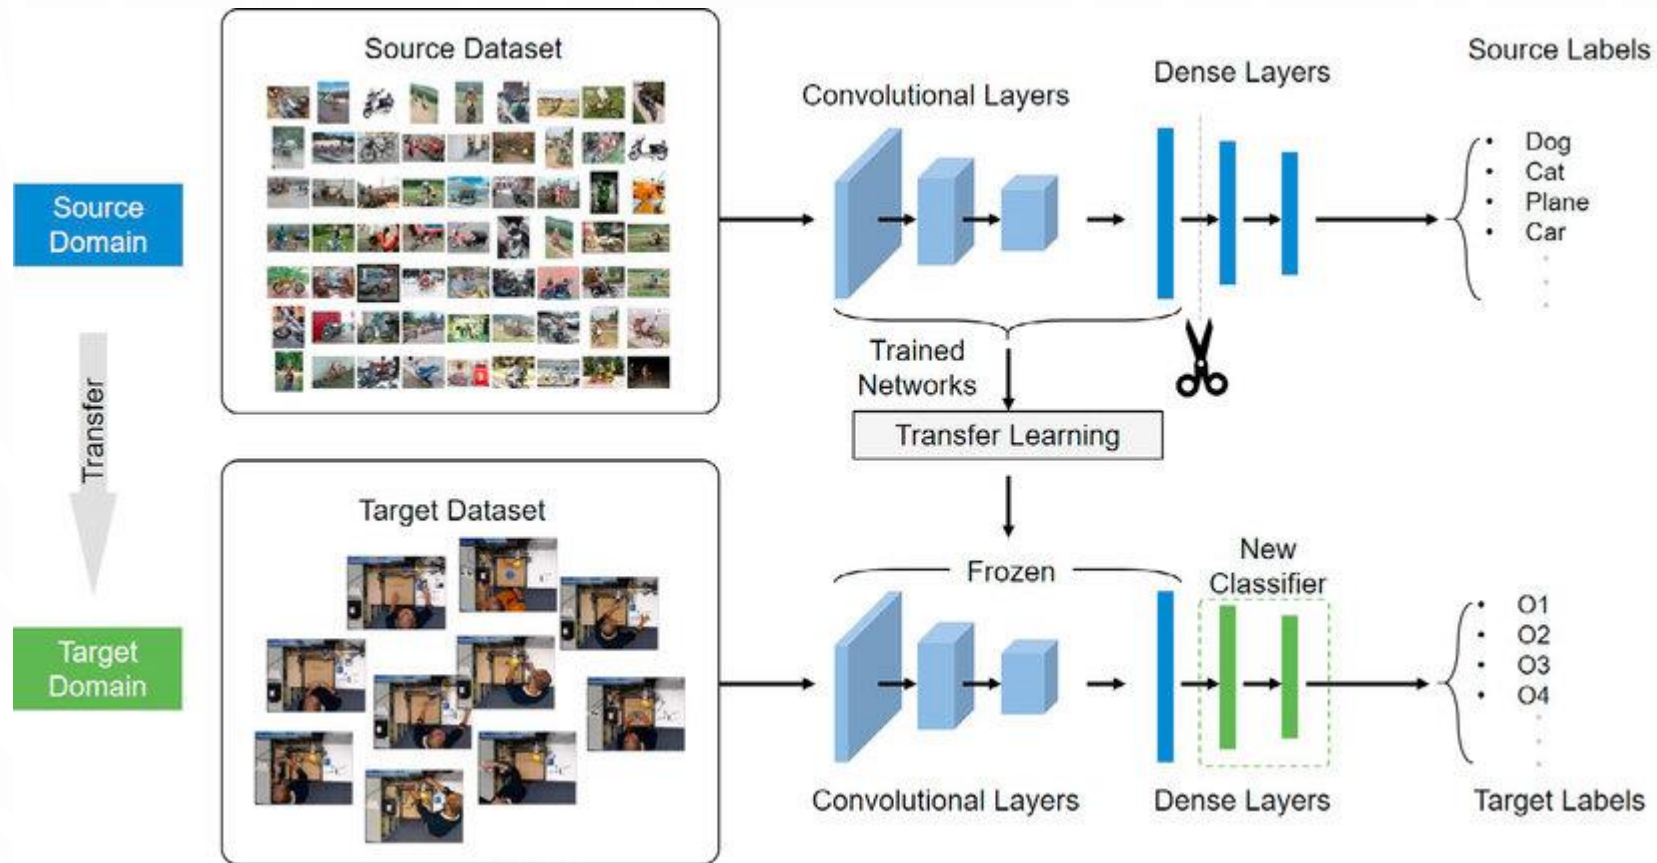 Source Dataset
Convolutional Layers
Dense Layers
Source Labels
Source
Domain
• Dog
• Cat
• Plane
• Car
Trained
Networks
Transfer Learning
Transfer
Target Dataset
Target
Domain
Frozen
New
Classifier
• O1
• O2
• O3
• O4
Convolutional Layers
Dense Layers
Target Labels